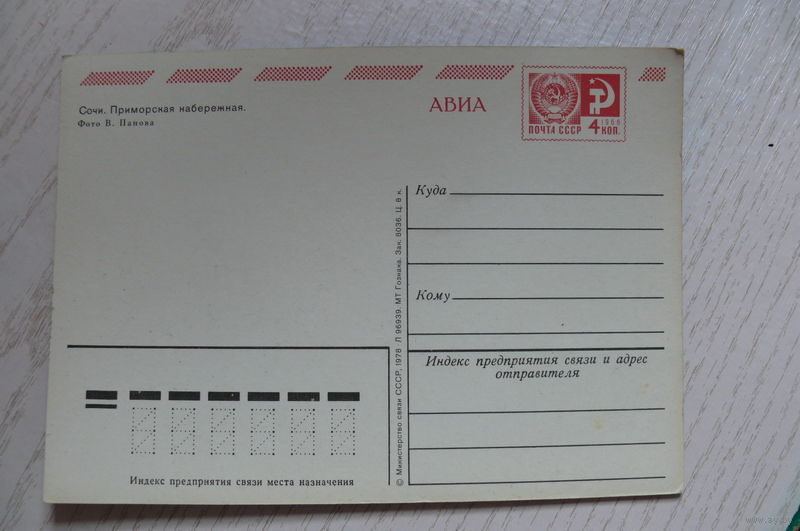 Сочи. Приморская набережная.
Фото В. Панова
АВИА
ПОЧТА СССР 4 1966 КОП.
Куда
Кому
Индекс предприятия связи и адрес
отправителя
Индекс предприятия связи места назначения
© Министерство связи СССР, 1978 Л 96939. МТ Гознака. Зак. 8036. Ц. 8 к.